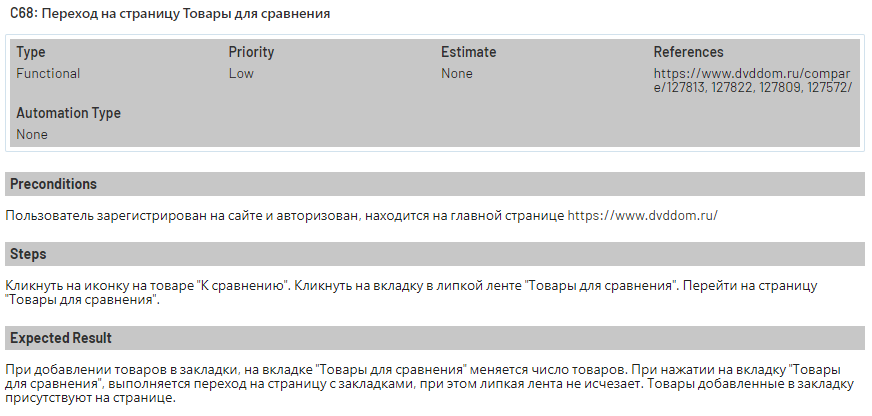 C68: Переход на страницу Товары для сравнения
Type Priority Estimate References
Functional Low None https://www.dvddom.ru/compar
e/127813, 127822, 127809, 127572/
Automation Type
None
Preconditions
Пользователь зарегистрирован на сайте и авторизован, находится на главной странице https://www.dvddom.ru/
Steps
Кликнуть на иконку на товаре "К сравнению". Кликнуть на вкладку в липкой ленте "Товары для сравнения". Перейти на страницу
"Товары для сравнения".
Expected Result
При добавлении товаров в закладки, на вкладке "Товары для сравнения" меняется число товаров. При нажатии на вкладку "Товары
для сравнения", выполняется переход на страницу с закладками, при этом липкая лента не исчезает. Товары добавленные в закладку
присутствуют на странице.